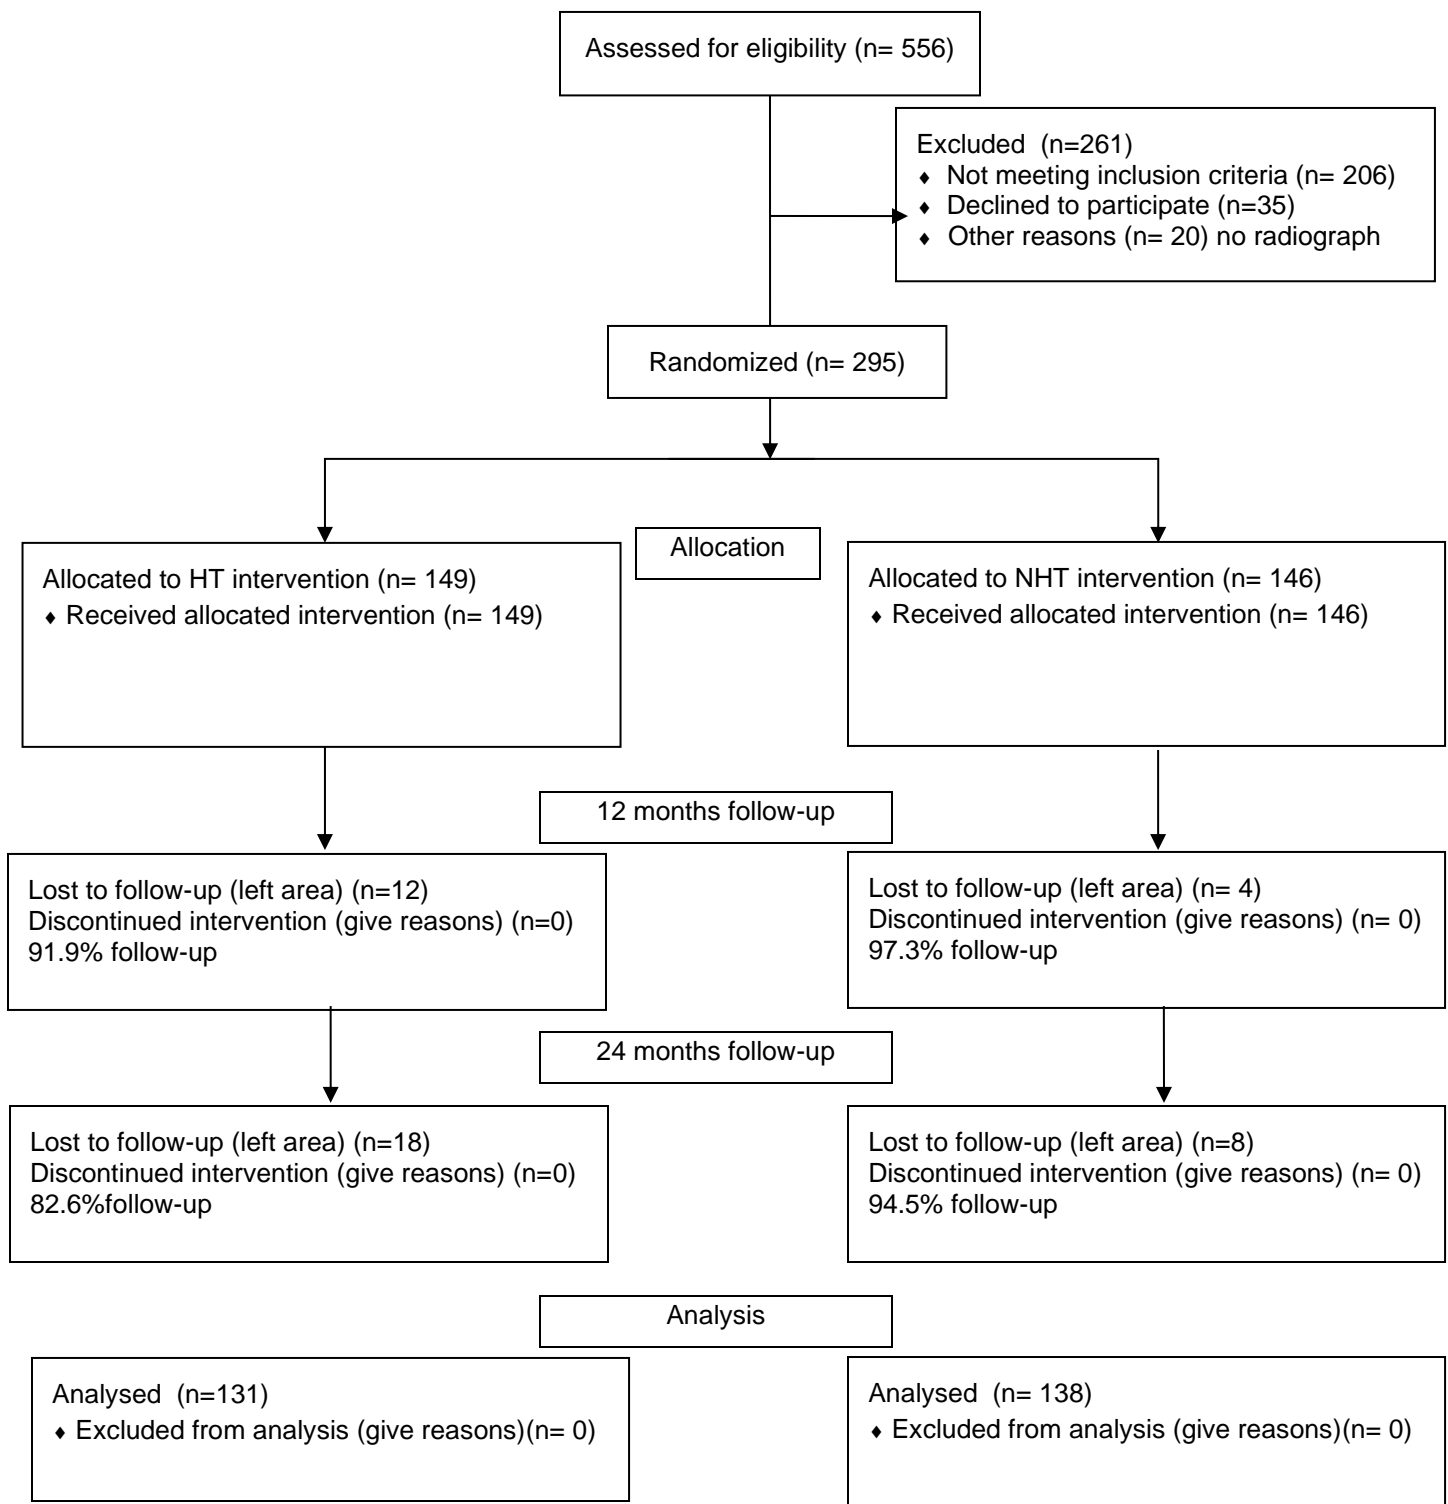 Assessed for eligibility (n= 556)
Excluded  (n=261)
♦ Not meeting inclusion criteria (n= 206)
♦ Declined to participate (n=35)
♦ Other reasons (n= 20) no radiograph
Randomized (n= 295)
Allocation
Allocated to HT intervention (n= 149)
♦ Received allocated intervention (n= 149)
Allocated to NHT intervention (n= 146)
♦ Received allocated intervention (n= 146)
12 months follow-up
Lost to follow-up (left area) (n=12)
Discontinued intervention (give reasons) (n=0)
91.9% follow-up
Lost to follow-up (left area) (n= 4)
Discontinued intervention (give reasons) (n= 0)
97.3% follow-up
24 months follow-up
Lost to follow-up (left area) (n=18)
Discontinued intervention (give reasons) (n=0)
82.6%follow-up
Lost to follow-up (left area) (n=8)
Discontinued intervention (give reasons) (n= 0)
94.5% follow-up
Analysis
Analysed  (n=131)
♦ Excluded from analysis (give reasons)(n= 0)
Analysed  (n= 138)
♦ Excluded from analysis (give reasons)(n= 0)